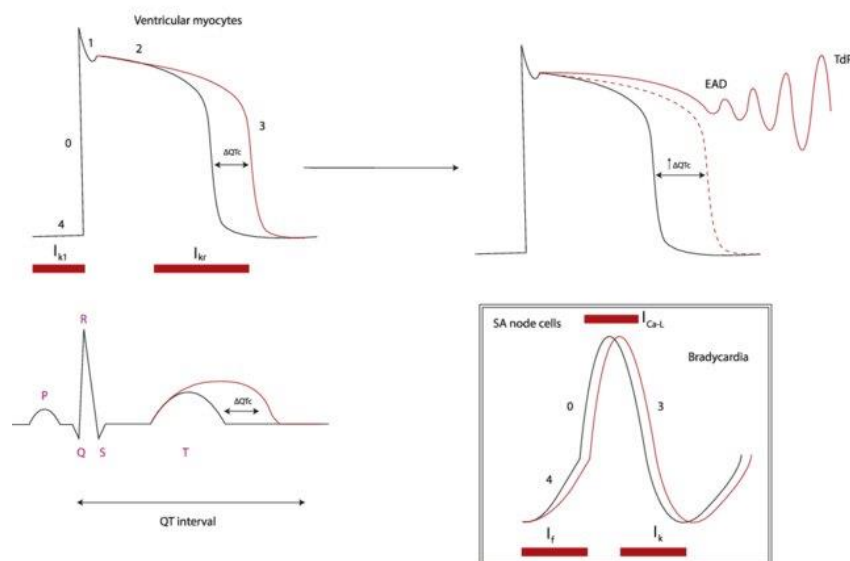 Ventricular myocytes
1
2
0
3
ΔQTc
4
Ik1
Ikr
EAD
TdP
↑ΔQTc
R
P
ΔQTc
Q
S
T
QT interval
SA node cells
ICa-L
Bradycardia
0
3
4
If
Ik